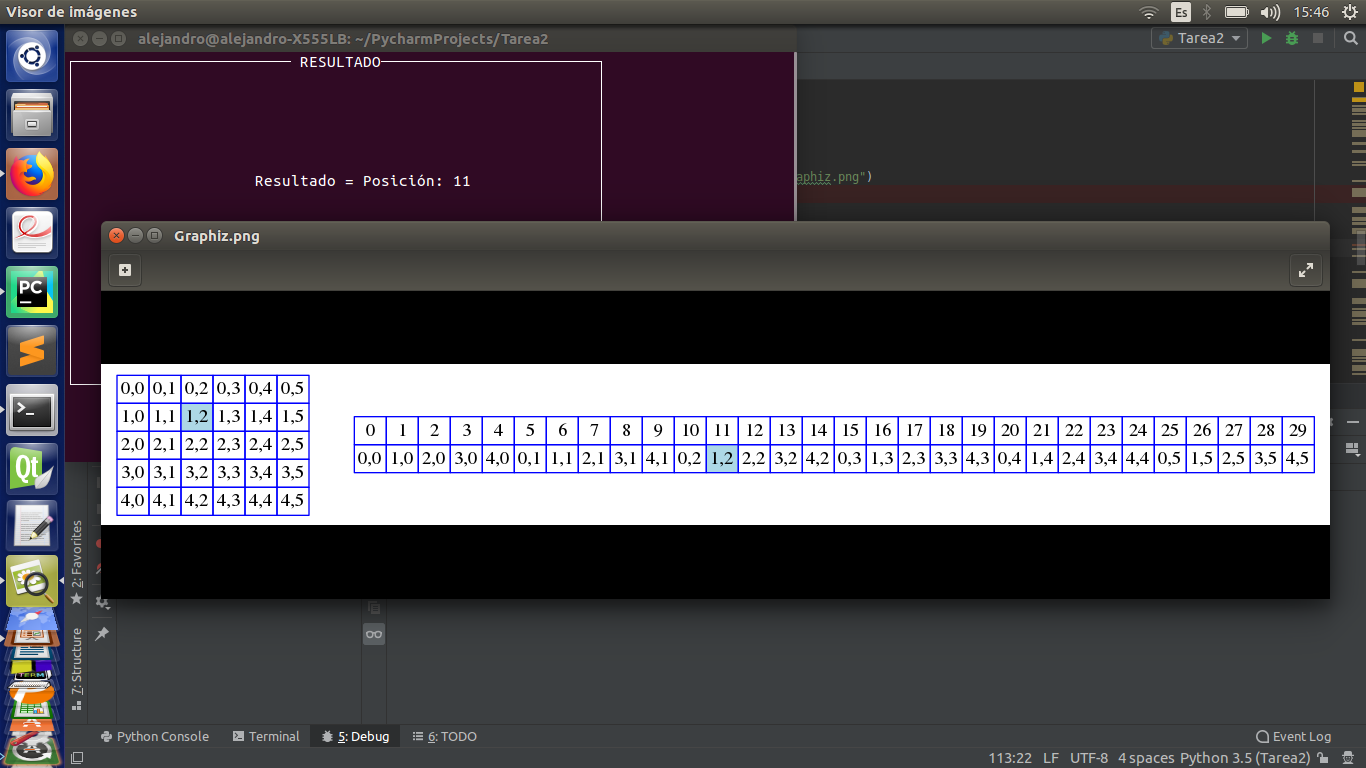 Visor de imágenes
Es
15:46
alejandro@alejandro-X555LB: ~/PycharmProjects/Tarea2
Tarea2
RESULTADO
Resultado = Posición: 11
aphiz.png")
Graphiz.png
0,0 0,1 0,2 0,3 0,4 0,5
1,0 1,1 1,2 1,3 1,4 1,5
2,0 2,1 2,2 2,3 2,4 2,5
3,0 3,1 3,2 3,3 3,4 3,5
4,0 4,1 4,2 4,3 4,4 4,5
0 1 2 3 4 5 6 7 8 9 10 11 12 13 14 15 16 17 18 19 20 21 22 23 24 25 26 27 28 29
0,0 1,0 2,0 3,0 4,0 0,1 1,1 2,1 3,1 4,1 0,2 1,2 2,2 3,2 4,2 0,3 1,3 2,3 3,3 4,3 0,4 1,4 2,4 3,4 4,4 0,5 1,5 2,5 3,5 4,5
PC
Qt
2: Favorites
7: Structure
TERM
Python Console
Terminal
5: Debug
6: TODO
Event Log
113:22 LF UTF-8 4 spaces Python 3.5 (Tarea2)